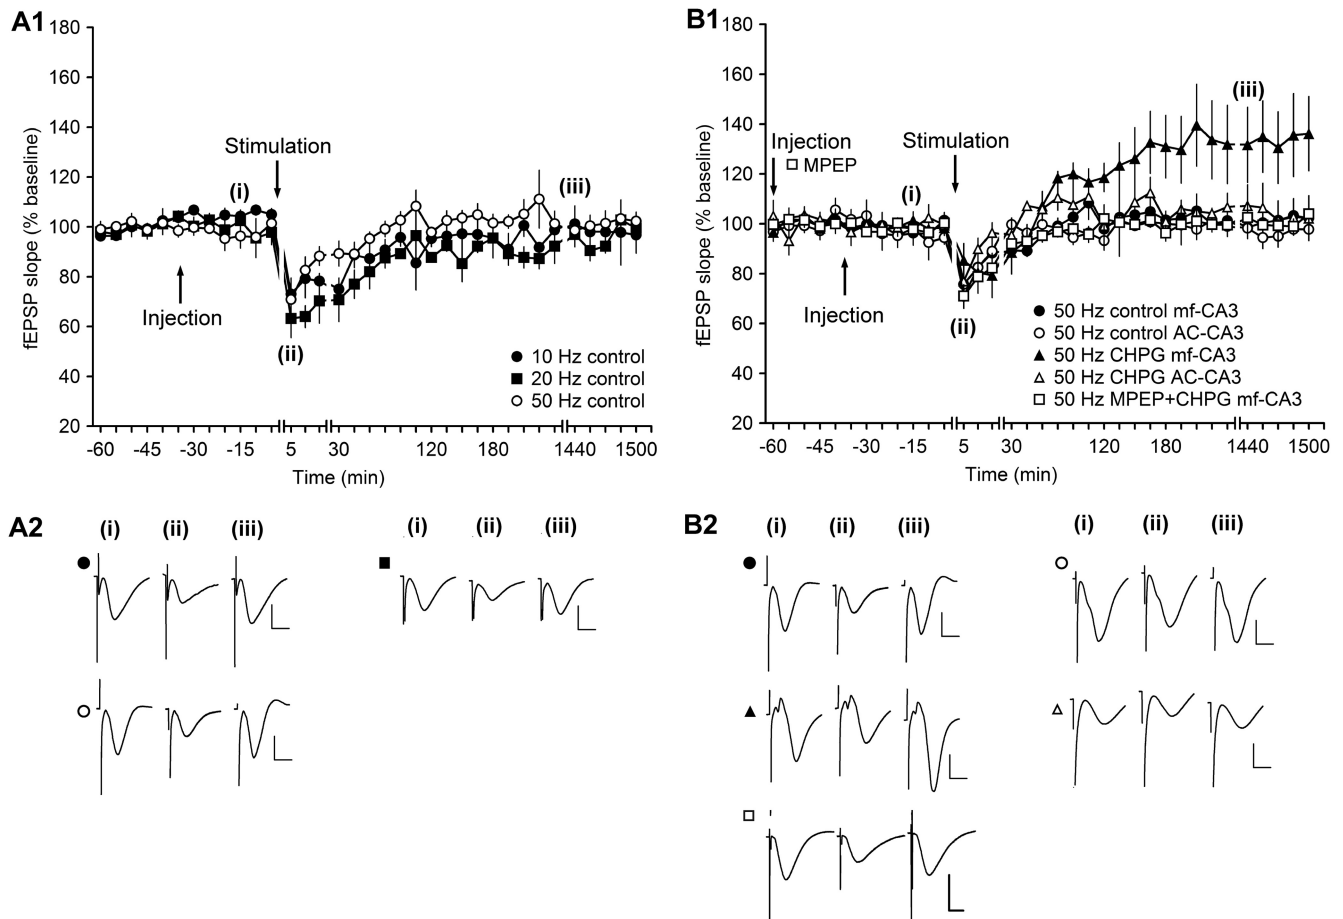 A1
180
160
140
120
100
80
60
40
20
fEPSP slope (% baseline)
Stimulation
(i)
(iii)
Injection
(ii)
10 Hz control
20 Hz control
50 Hz control
-60 -45 -30 -15 5 30 120 180 1440 1500
Time (min)
B1
180
160
140
120
100
80
60
40
20
fEPSP slope (% baseline)
(iii)
Injection
MPEP
Stimulation
(i)
Injection
(ii)
50 Hz control mf-CA3
50 Hz control AC-CA3
50 Hz CHPG mf-CA3
50 Hz CHPG AC-CA3
50 Hz MPEP+CHPG mf-CA3
-60 -45 -30 -15 5 30 120 180 1440 1500
Time (min)
A2
(i) (ii) (iii)
(i) (ii) (iii)
B2
(i) (ii) (iii)
(i) (ii) (iii)